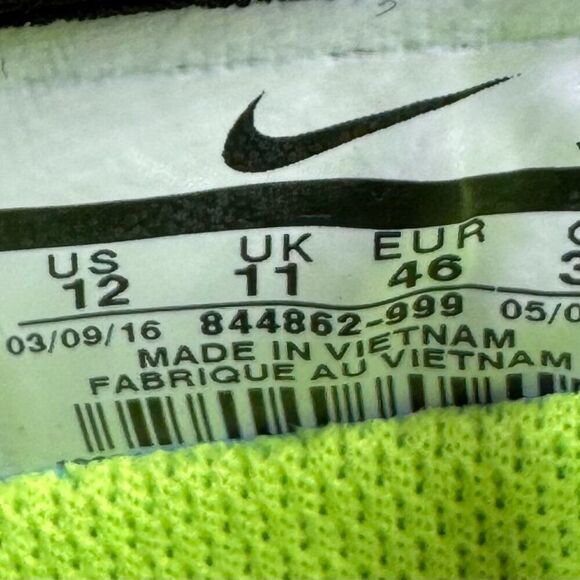 US UK EUR
12 11 46
03/09/16 844862-999
MADE IN VIETNAM
FABRIQUE AU VIETNAM